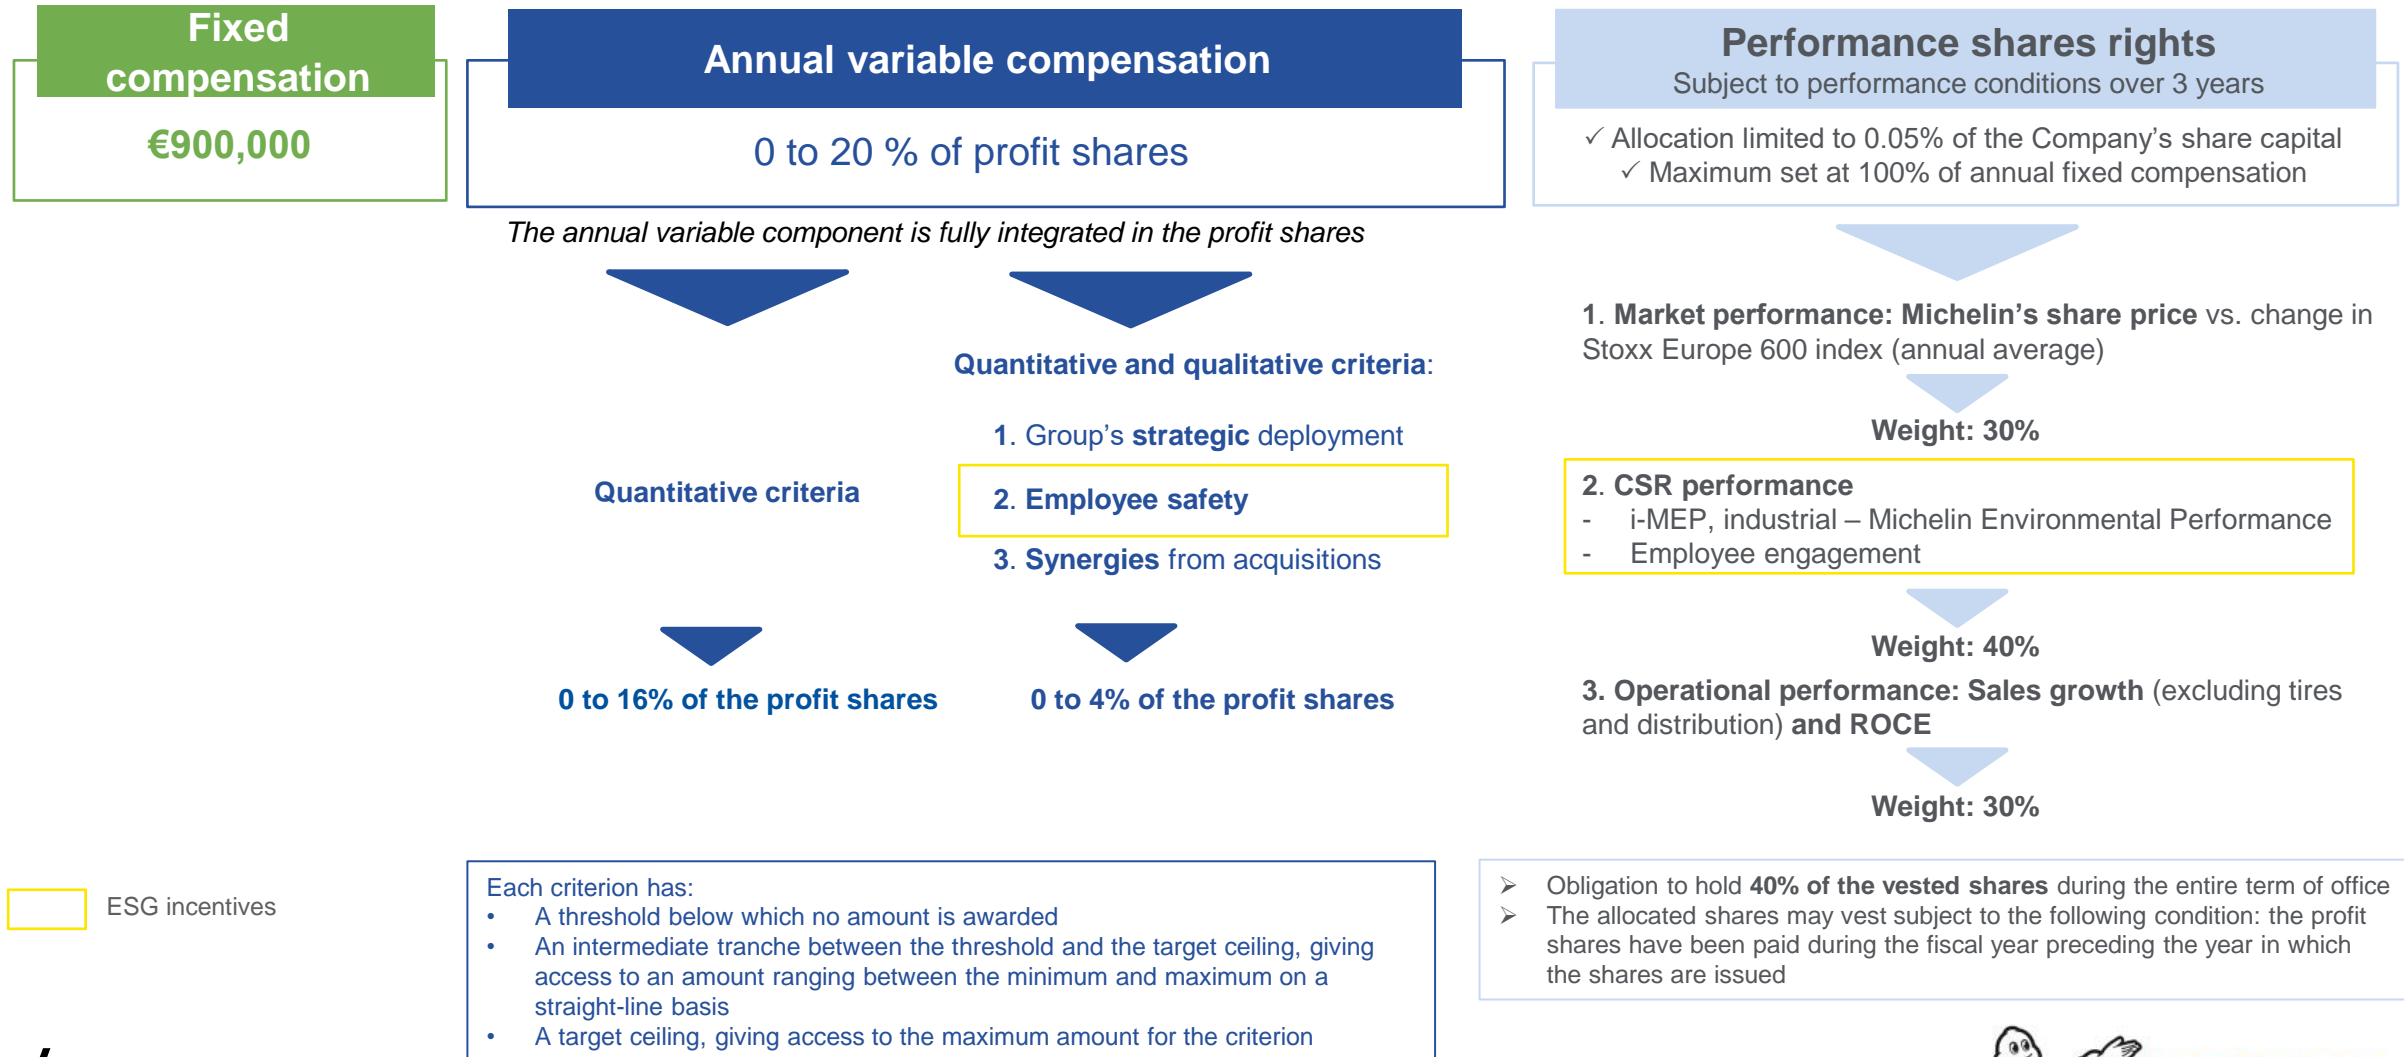 Fixed
compensation
€900,000
Annual variable compensation
0 to 20 % of profit shares
The annual variable component is fully integrated in the profit shares
Quantitative criteria
0 to 16% of the profit shares
Quantitative and qualitative criteria:
1. Group’s strategic deployment
2. Employee safety
3. Synergies from acquisitions
0 to 4% of the profit shares
Performance shares rights
Subject to performance conditions over 3 years
✓ Allocation limited to 0.05% of the Company’s share capital
✓ Maximum set at 100% of annual fixed compensation
1. Market performance: Michelin’s share price vs. change in
Stoxx Europe 600 index (annual average)
Weight: 30%
2. CSR performance
- i-MEP, industrial – Michelin Environmental Performance
- Employee engagement
Weight: 40%
3. Operational performance: Sales growth (excluding tires
and distribution) and ROCE
Weight: 30%
ESG incentives
Each criterion has:
• A threshold below which no amount is awarded
• An intermediate tranche between the threshold and the target ceiling, giving
access to an amount ranging between the minimum and maximum on a
straight-line basis
• A target ceiling, giving access to the maximum amount for the criterion
➢ Obligation to hold 40% of the vested shares during the entire term of office
➢ The allocated shares may vest subject to the following condition: the profit
shares have been paid during the fiscal year preceding the year in which
the shares are issued